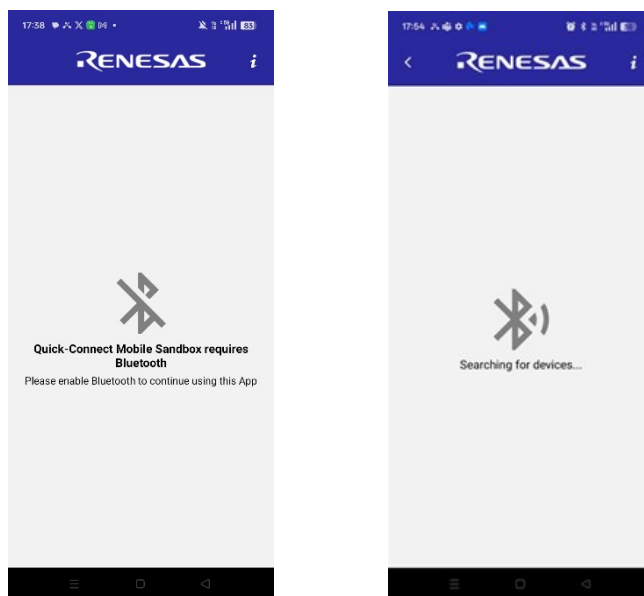 17:38
85
RENESAS
i
Quick-Connect Mobile Sandbox requires
Bluetooth
Please enable Bluetooth to continue using this App
17:54
RENESAS
i
Searching for devices...